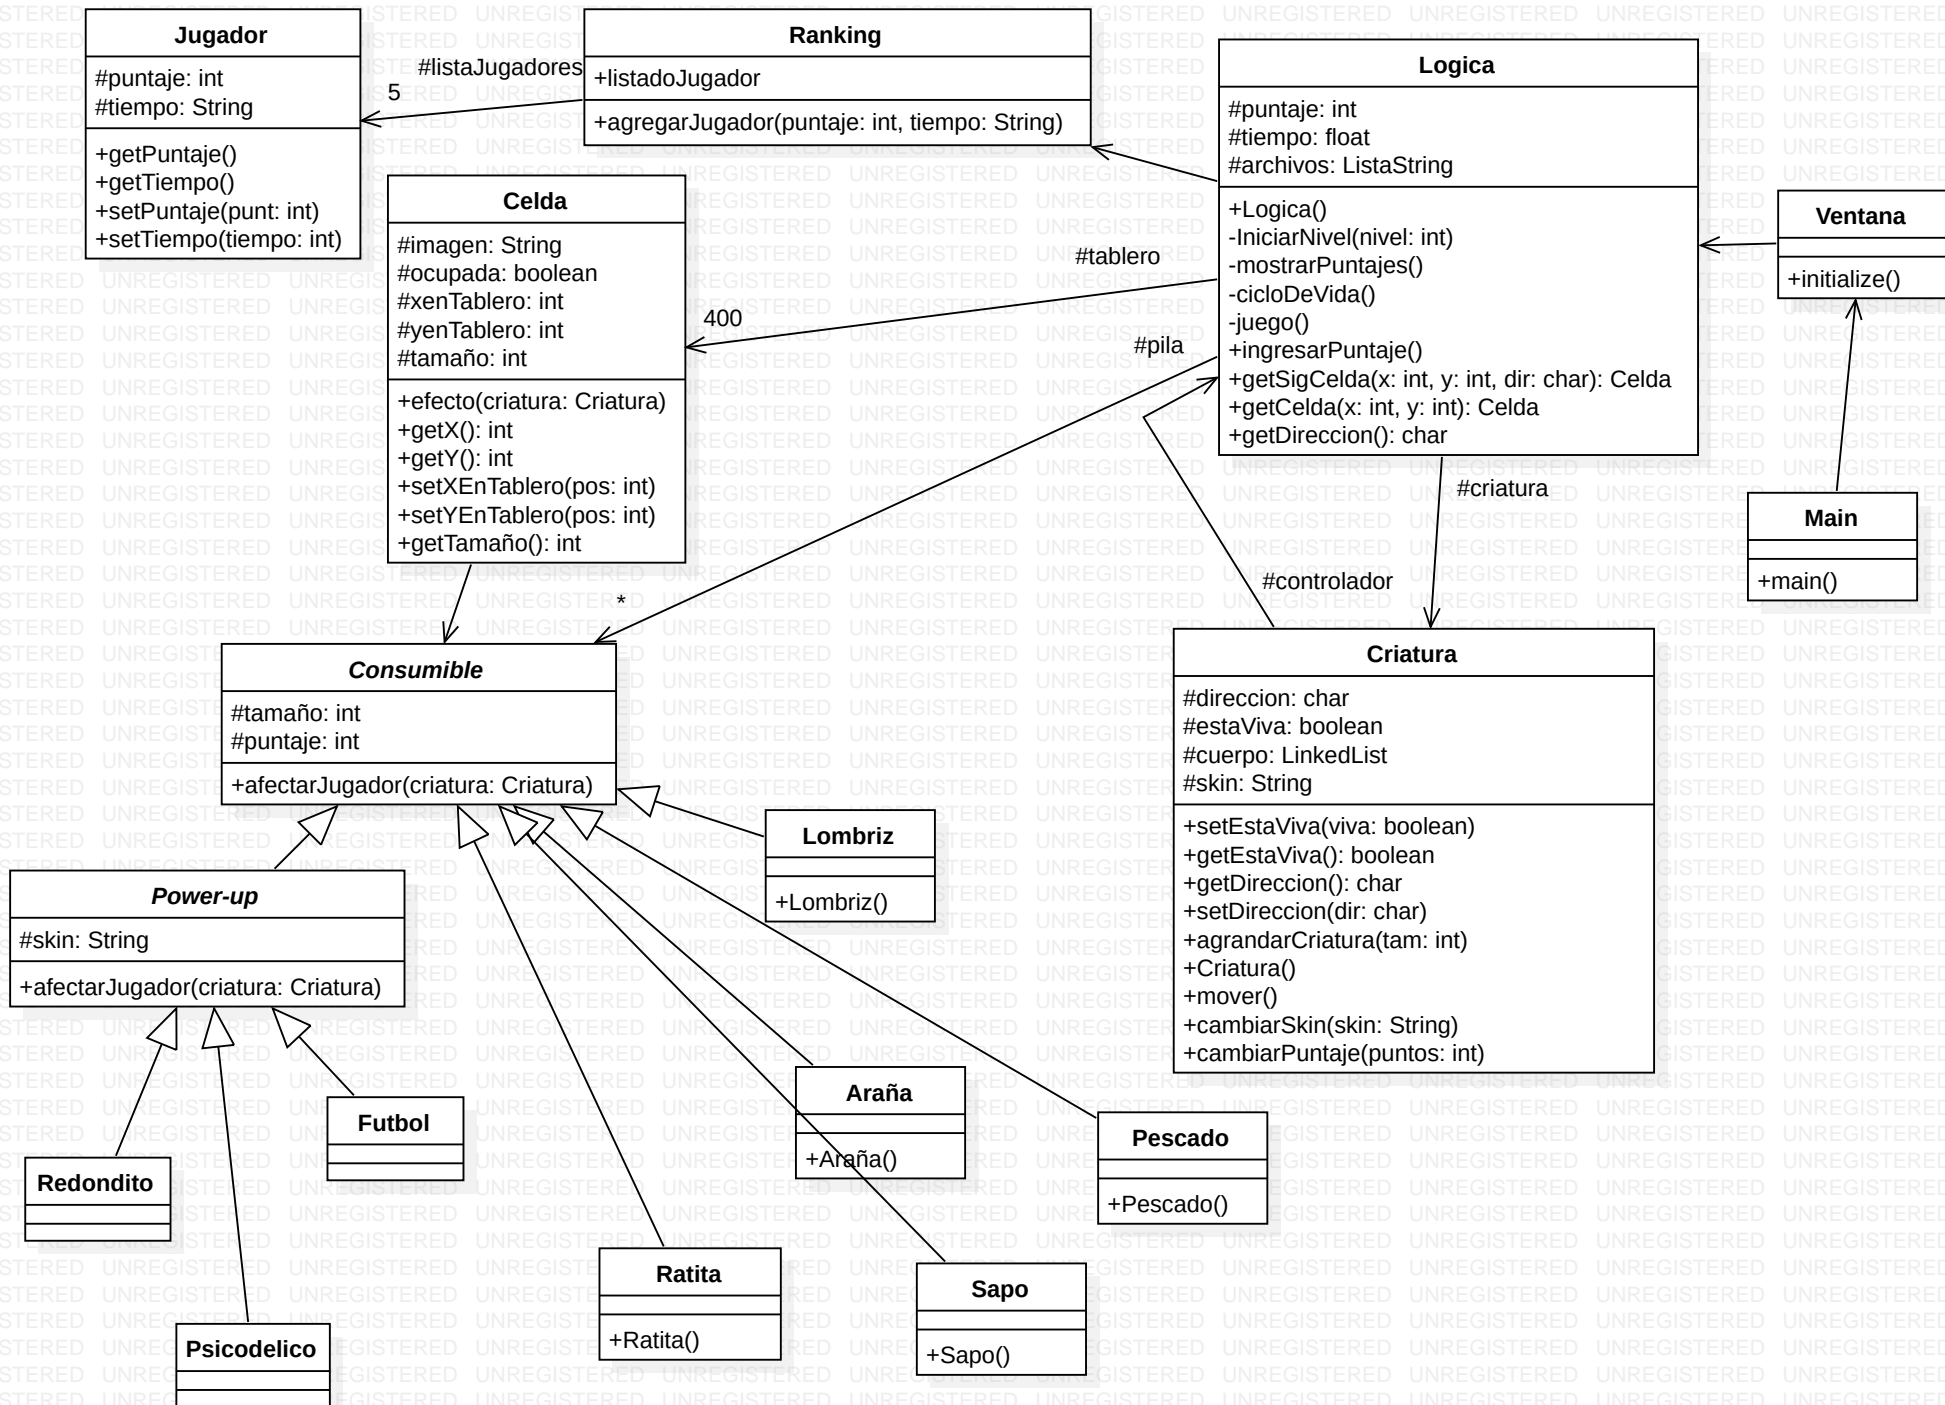 Jugador
#puntaje: int
#tiempo: String
+getPuntaje()
+getTiempo()
+setPuntaje(punt: int)
+setTiempo(tiempo: int)
#listaJugadores
5
Ranking
+listadoJugador
+agregarJugador(puntaje: int, tiempo: String)
Logica
#puntaje: int
#tiempo: float
#archivos: ListaString
+Logica()
-IniciarNivel(nivel: int)
-mostrarPuntajes()
-cicloDeVida()
-juego()
+ingresarPuntaje()
+getSigCelda(x: int, y: int, dir: char): Celda
+getCelda(x: int, y: int): Celda
+getDireccion(): char
Ventana
+initialize()
Main
+main()
Celda
#imagen: String
#ocupada: boolean
#xenTablero: int
#yenTablero: int
#tamaño: int
+efecto(criatura: Criatura)
+getX(): int
+getY(): int
+setXEnTablero(pos: int)
+setYEnTablero(pos: int)
+getTamaño(): int
#tablero
400
#pila
*
#criatura
#controlador
Consumible
#tamaño: int
#puntaje: int
+afectarJugador(criatura: Criatura)
Criatura
#direccion: char
#estaViva: boolean
#cuerpo: LinkedList
#skin: String
+setEstaViva(viva: boolean)
+getEstaViva(): boolean
+getDireccion(): char
+setDireccion(dir: char)
+agrandarCriatura(tam: int)
+Criatura()
+mover()
+cambiarSkin(skin: String)
+cambiarPuntaje(puntos: int)
Lombriz
+Lombriz()
Power-up
#skin: String
+afectarJugador(criatura: Criatura)
Araña
+Araña()
Futbol
Pescado
+Pescado()
Redondito
Ratita
+Ratita()
Sapo
+Sapo()
Psicodelico
UNREGISTERED